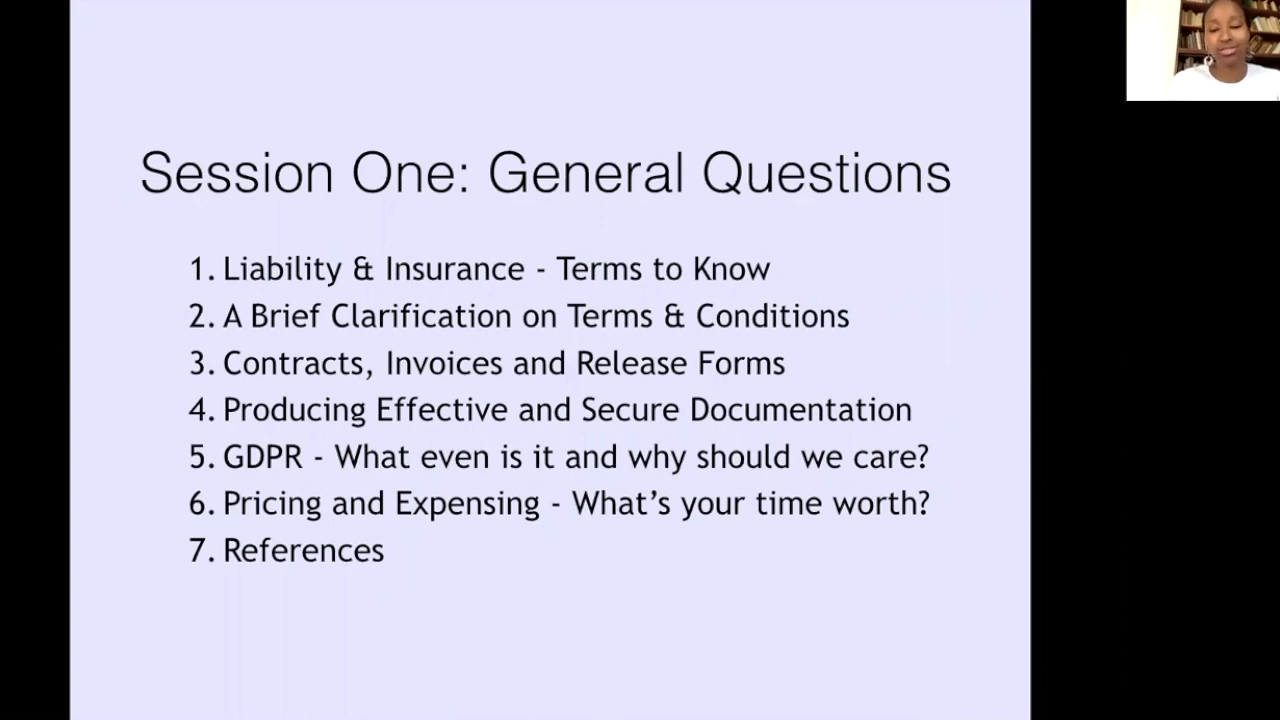 Session One: General Questions
1. Liability & Insurance - Terms to Know
2. A Brief Clarification on Terms & Conditions
3. Contracts, Invoices and Release Forms
4. Producing Effective and Secure Documentation
5. GDPR - What even is it and why should we care?
6. Pricing and Expensing - What’s your time worth?
7. References